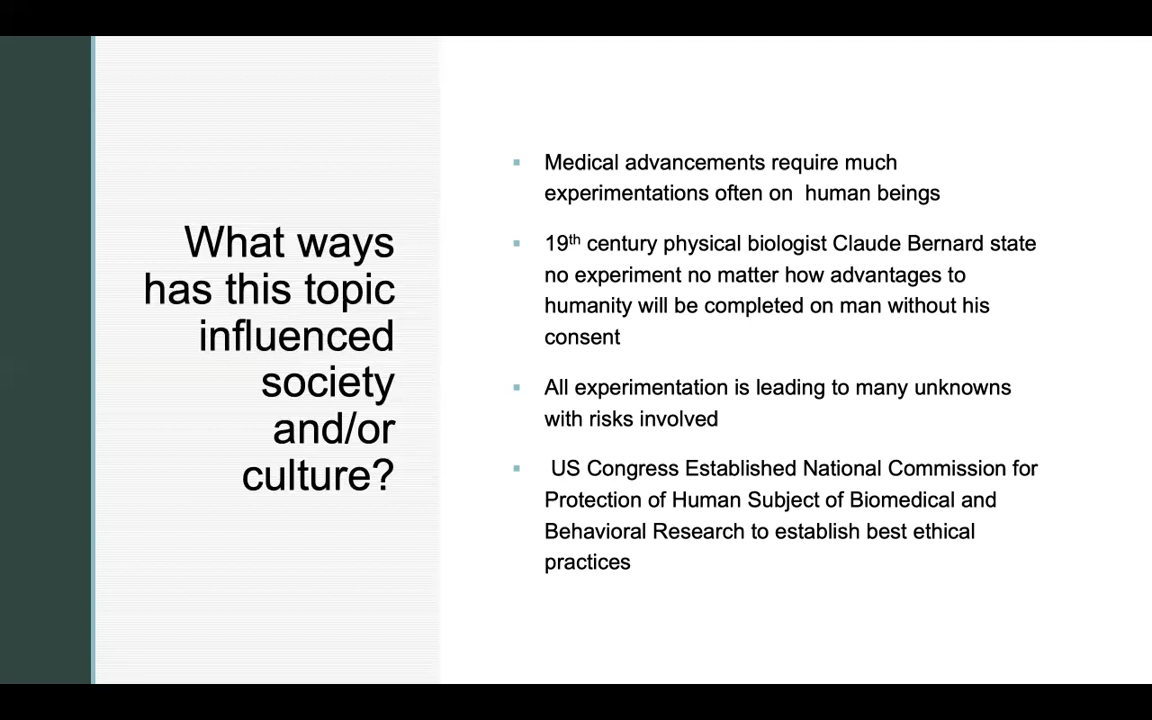 What ways
has this topic
influenced
society
and/or
culture?
Medical advancements require much
experimentations often on  human beings
19th century physical biologist Claude Bernard state
no experiment no matter how advantages to
humanity will be completed on man without his
consent
All experimentation is leading to many unknowns
with risks involved
US Congress Established National Commission for
Protection of Human Subject of Biomedical and
Behavioral Research to establish best ethical
practices